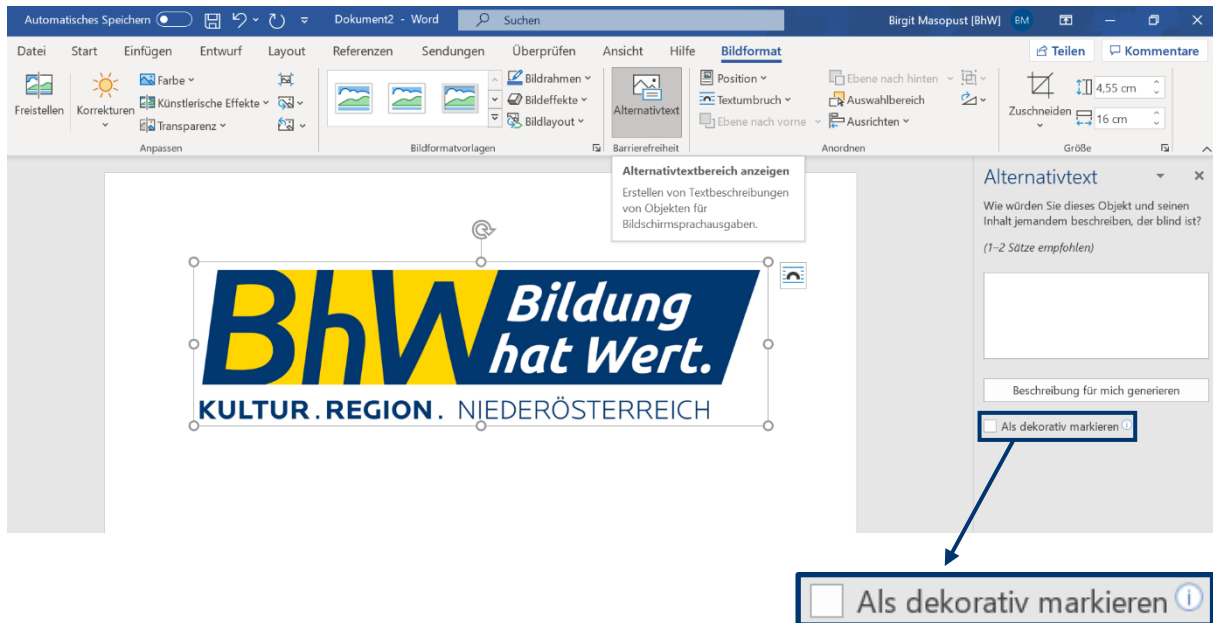 Automatisches Speichern
Dokument2 - Word
Suchen
Birgit Masopust [BhW]
BM
Datei Start Einfügen Entwurf Layout Referenzen Sendungen Überprüfen Ansicht Hilfe Bildformat
Teilen
Kommentare
Freistellen
Korrekturen
Farbe
Künstlerische Effekte
Transparenz
Anpassen
Bildrahmen
Bildeffekte
Bildlayout
Bildformatvorlagen
Alternativtext
Barrierefreiheit
Position
Textumbruch
Ebene nach vorne
Ebene nach hinten
Auswahlbereich
Ausrichten
Anordnen
Zuschneiden
4,55 cm
16 cm
Größe
Alternativtextbereich anzeigen
Erstellen von Textbeschreibungen
von Objekten für
Bildschirmsprachausgaben.
BhW
Bildung
hat Wert.
KULTUR.REGION. NIEDERÖSTERREICH
Alternativtext
Wie würden Sie dieses Objekt und seinen
Inhalt jemandem beschreiben, der blind ist?
(1–2 Sätze empfohlen)
Beschreibung für mich generieren
Als dekorativ markieren
Als dekorativ markieren